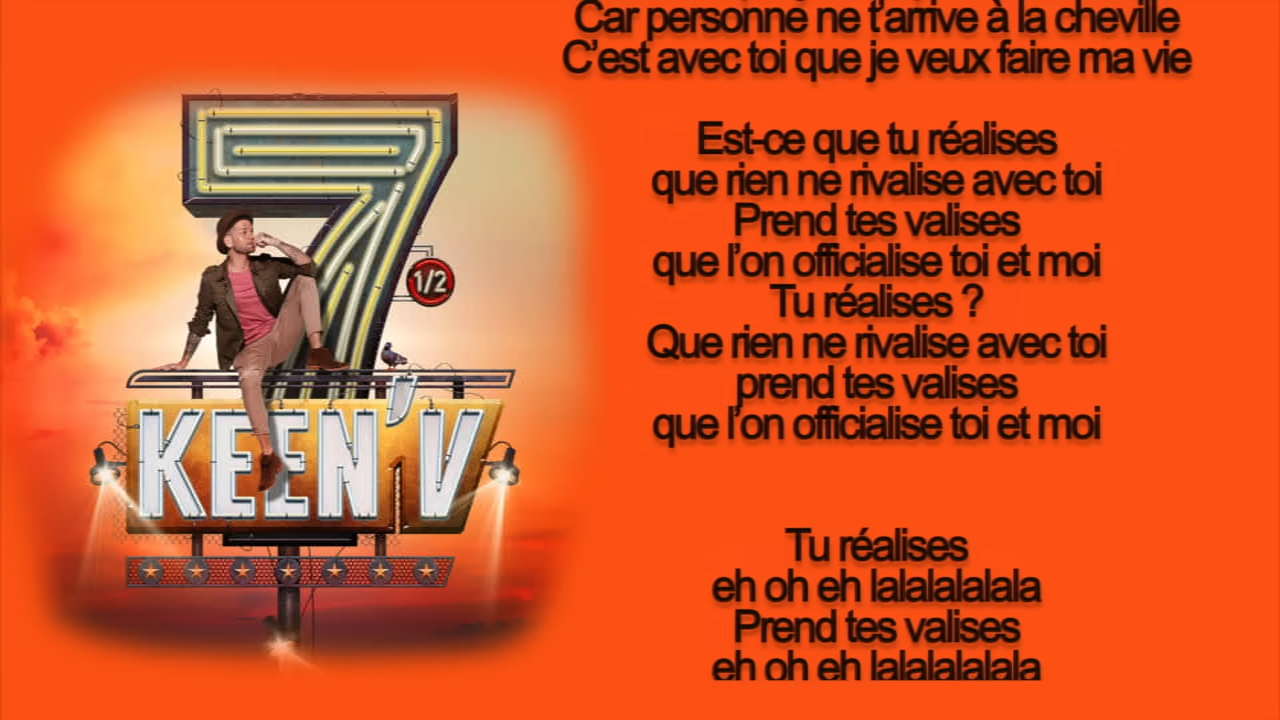 Car personne ne t'arrive à la cheville
C'est avec toi que je veux faire ma vie
Est-ce que tu réalises
que rien ne rivalise avec toi
Prend tes valises
que l'on officialise toi et moi
Tu réalises ?
Que rien ne rivalise avec toi
prend tes valises
que l'on officialise toi et moi
Tu réalises
eh oh eh lalalalalala
Prend tes valises
eh oh eh lalalalalala
7
1/2
KEEN'V